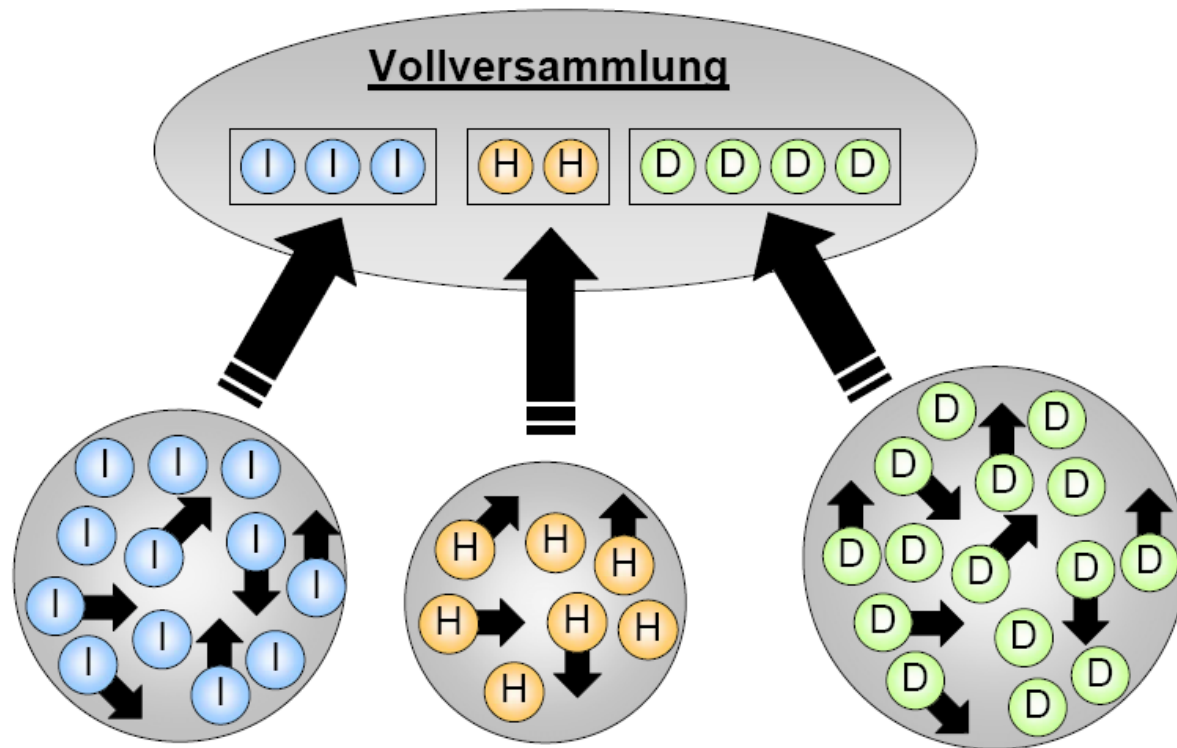 Vollversammlung
I I I H H D D D D
I I I
I I I
I I
I I I
I
H H H
H H H
H
D D
D D D
D D D D D
D D
D D
D